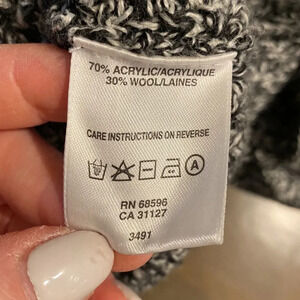 70% ACRYLIC/ACRYLIQUE
30% WOOL/LAINES
CARE INSTRUCTIONS ON REVERSE
A
RN 68596
CA 31127
3491